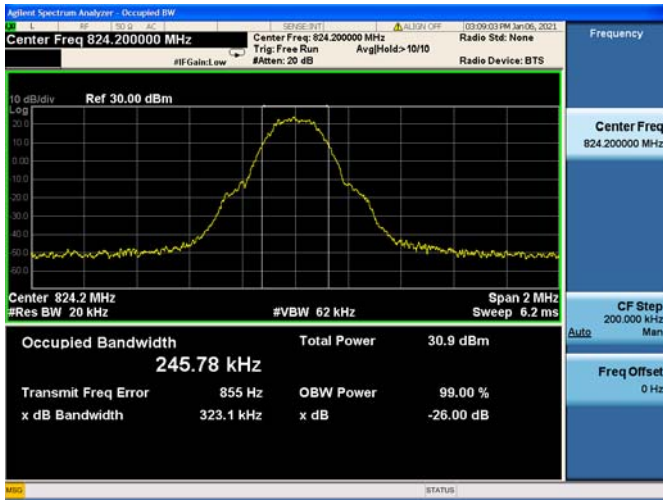 Agilent Spectrum Analyzer - Occupied BW
L RF 50 Ω AC SENSE:INT ALIGN OFF 03:09:03 PM Jan 06, 2021
Center Freq 824.200000 MHz
Center Freq: 824.200000 MHz
Radio Std: None
Trig: Free Run
Avg|Hold:>10/10
#IFGain:Low
#Atten: 20 dB
Radio Device: BTS
10 dB/div
Ref 30.00 dBm
Log
20.0
10.0
0.00
10.0
20.0
30.0
40.0
50.0
60.0
Center 824.2 MHz
Span 2 MHz
#Res BW 20 kHz
#VBW 62 kHz
Sweep 6.2 ms
Occupied Bandwidth
Total Power
30.9 dBm
245.78 kHz
Transmit Freq Error
855 Hz
OBW Power
99.00 %
x dB Bandwidth
323.1 kHz
x dB
-26.00 dB
Frequency
Center Freq
824.200000 MHz
CF Step
200.000 kHz
Auto
Man
Freq Offset
0 Hz
MSG
STATUS